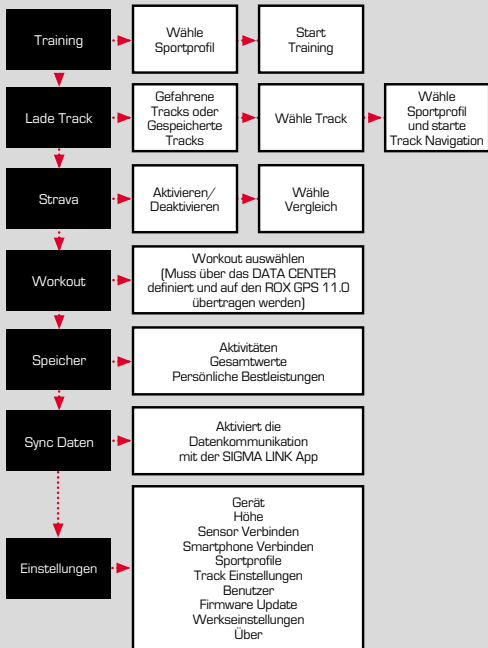 Training
Wähle
Sportprofil
Start
Training
Lade Track
Gefahrene
Tracks oder
Gespeicherte
Tracks
Wähle Track
Wähle
Sportprofil
und starte
Track Navigation
Strava
Aktivieren/
Deaktivieren
Wähle
Vergleich
Workout
Workout auswählen
(Muss über das DATA CENTER
definiert und auf den ROX GPS 11.0
übertragen werden)
Speicher
Aktivitäten
Gesamtwerte
Persönliche Bestleistungen
Sync Daten
Aktiviert die
Datenkommunikation
mit der SIGMA LINK App
Einstellungen
Gerät
Höhe
Sensor Verbinden
Smartphone Verbinden
Sportprofile
Track Einstellungen
Benutzer
Firmware Update
Werkseinstellungen
Über